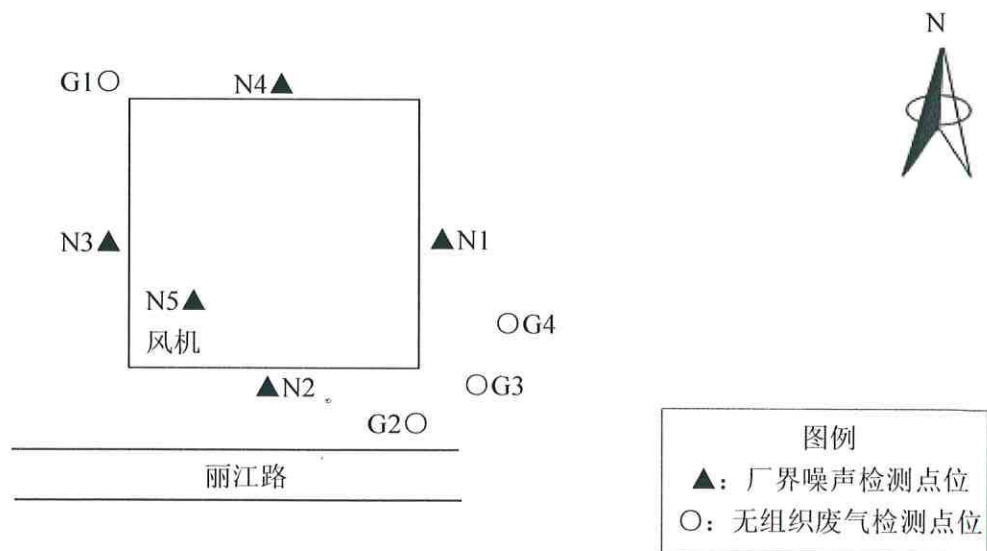 N
G1○
N4▲
N3▲
▲N1
N5▲
风机
○G4
▲N2
○G3
G2○
丽江路
图例
▲：厂界噪声检测点位
○：无组织废气检测点位